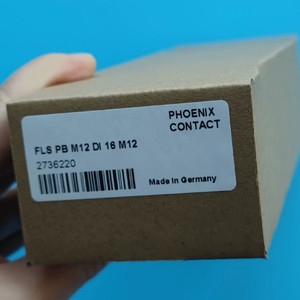 PHOENIX
CONTACT
FLS PB M12 DI 16 M12
2736220
Made in Germany